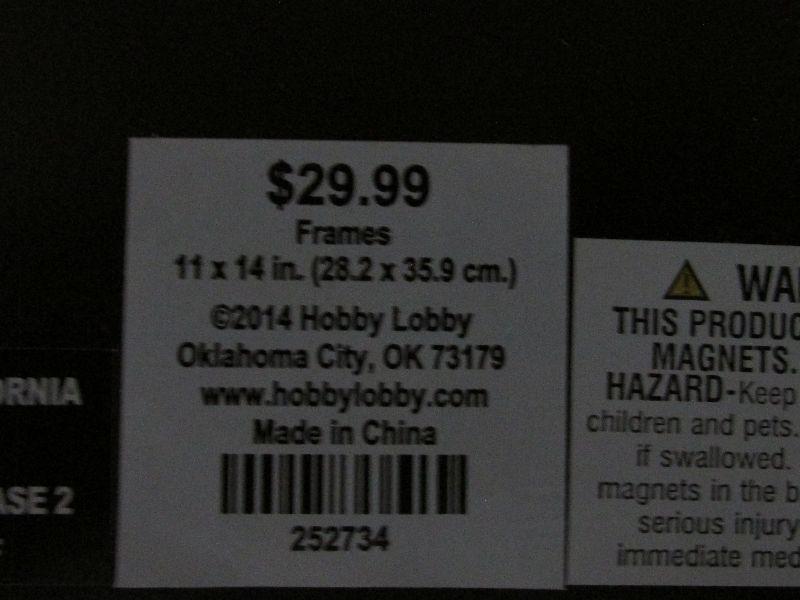 $29.99
Frames
11 x 14 in. (28.2 x 35.9 cm.)
©2014 Hobby Lobby
Oklahoma City, OK 73179
www.hobbylobby.com
Made in China
252734
THIS PRODUC
MAGNETS.
HAZARD-Keep
children and pets.
if swallowed.
magnets in the b
serious injury
immediate med
WA
ORNIA
ASE 2